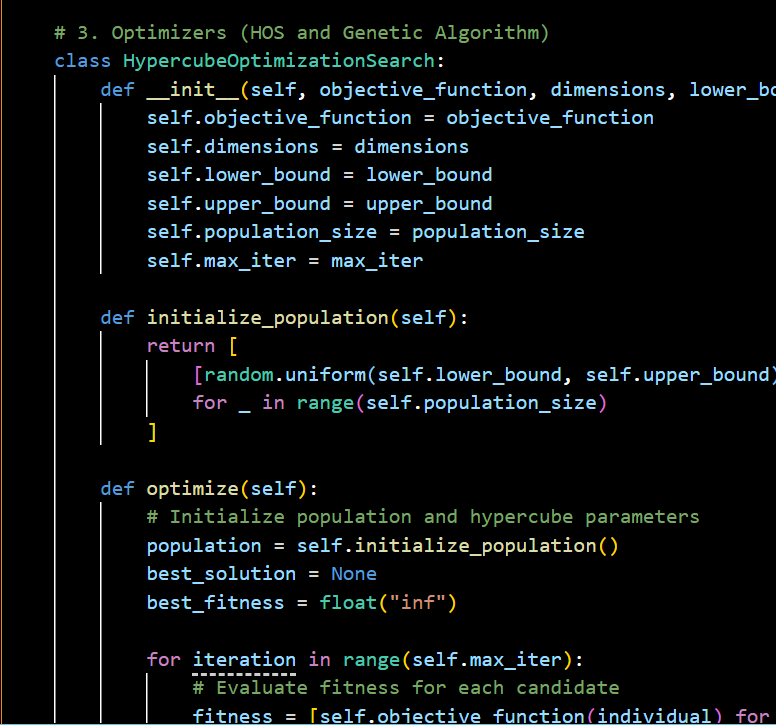 # 3. Optimizers (HOS and Genetic Algorithm)
class HypercubeOptimizationSearch:
    def __init__(self, objective_function, dimensions, lower_bo
        self.objective_function = objective_function
        self.dimensions = dimensions
        self.lower_bound = lower_bound
        self.upper_bound = upper_bound
        self.population_size = population_size
        self.max_iter = max_iter
    def initialize_population(self):
        return [
            [random.uniform(self.lower_bound, self.upper_bound)
            for _ in range(self.population_size)
        ]
    def optimize(self):
        # Initialize population and hypercube parameters
        population = self.initialize_population()
        best_solution = None
        best_fitness = float("inf")
        for iteration in range(self.max_iter):
            # Evaluate fitness for each candidate
            fitness = [self.objective_function(individual) for